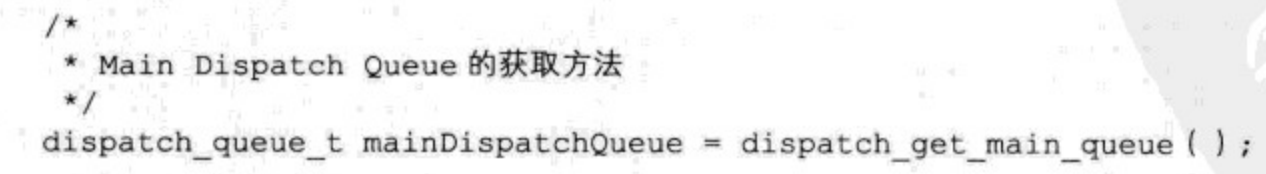 /*
* Main Dispatch Queue 的获取方法
*/
dispatch_queue_t mainDispatchQueue = dispatch_get_main_queue ( ) ;